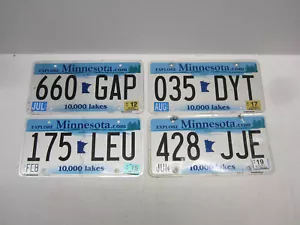 EXPLORE Minnesota.com
660 GAP
JUL 12
10,000 lakes
EXPLORE Minnesota.com
035 DYT
AUG 17
10,000 lakes
EXPLORE Minnesota.com
175 LEU
FEB
10,000 lakes
EXPLORE Minnesota.com
428 JJE
JUN 19
10,000 lakes